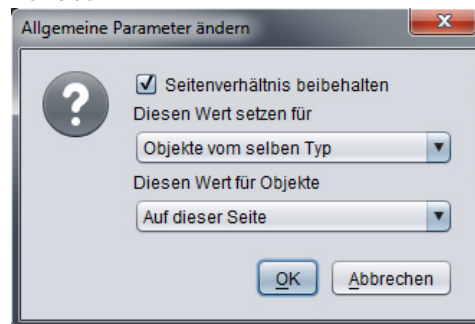 Allgemeine Parameter ändern
Seitenverhältnis beibehalten
Diesen Wert setzen für
Objekte vom selben Typ
Diesen Wert für Objekte
Auf dieser Seite
OK Abbrechen